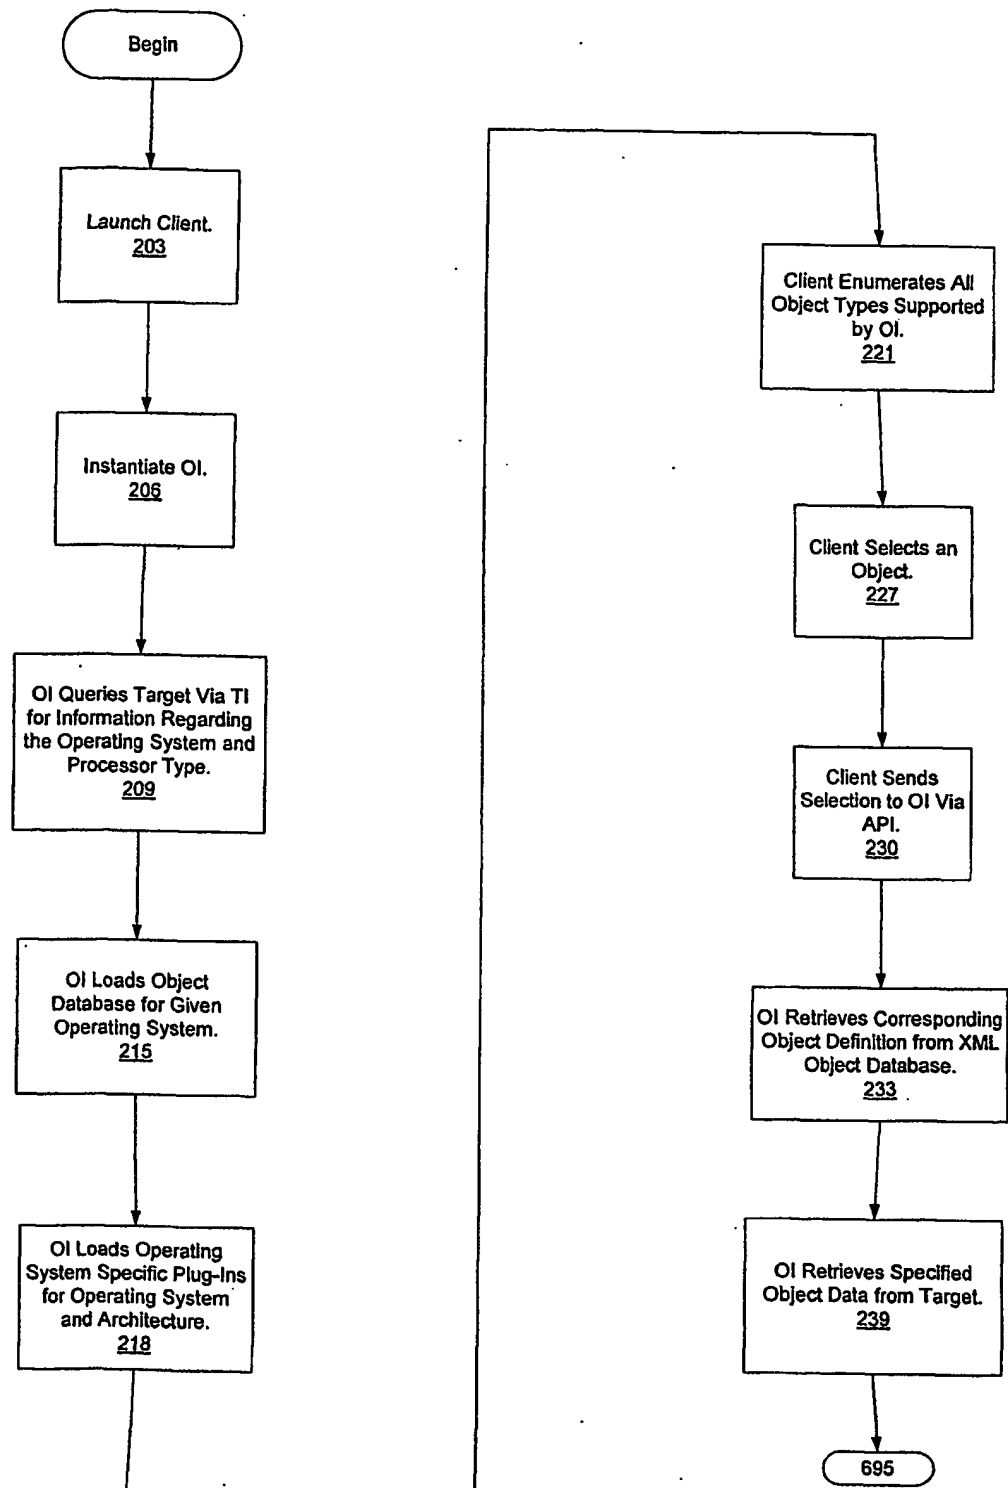 Begin
Launch Client.
203
Instantiate OI.
206
OI Queries Target Via TI
for Information Regarding
the Operating System and
Processor Type.
209
OI Loads Object
Database for Given
Operating System.
215
OI Loads Operating
System Specific Plug-Ins
for Operating System
and Architecture.
218
Client Enumerates All
Object Types Supported
by OI.
221
Client Selects an
Object.
227
Client Sends
Selection to OI Via
API.
230
OI Retrieves Corresponding
Object Definition from XML
Object Database.
233
OI Retrieves Specified
Object Data from Target.
239
695